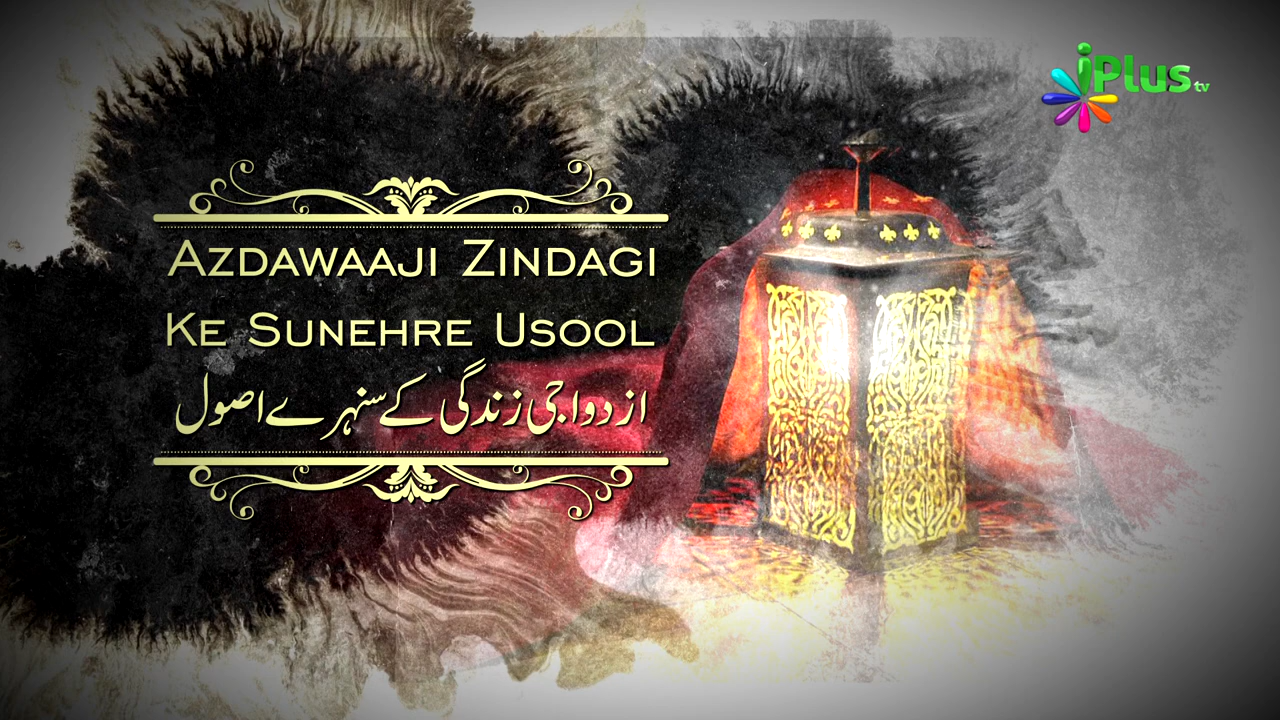 iPlus tv
AZDAWAAJI ZINDAGI
KE SUNEHRE USOOL
ازدواجی زندگی کے سنہرے اصول